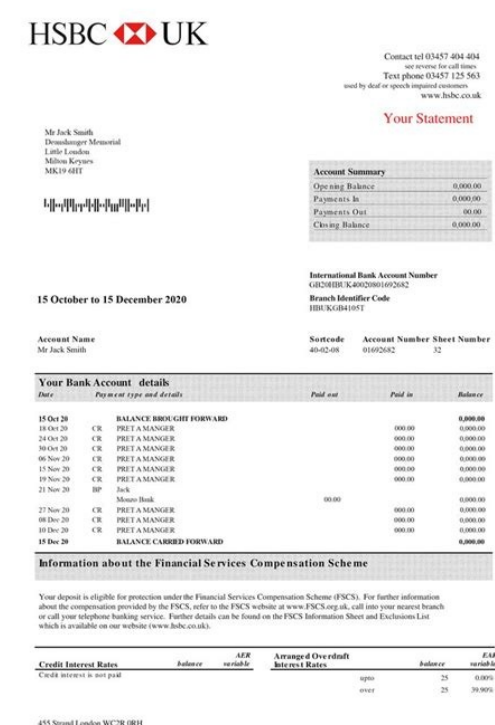 HSBC UK
Contact tel 03457 404 404
see reverse for call times
Text phone 03457 125 563
used by deaf or speech impaired customers
www.hsbc.co.uk
Your Statement
Mr Jack Smith
Deanshanger Memorial
Little London
Milton Keynes
MK19 6HT
Account Summary
Opening Balance 0,000.00
Payments In 0,000,00
Payments Out 00.00
Closing Balance 0,000.00
International Bank Account Number
GB20HBUK40020801692682
15 October to 15 December 2020
Branch Identifier Code
HBUKGB4105T
Account Name Sortcode Account Number Sheet Number
Mr Jack Smith 40-02-08 01692682 32
Your Bank Account details
Date Payment type and details Paid out Paid in Balance
15 Oct 20 BALANCE BROUGHT FORWARD 0,000.00
18 Oct 20 CR PRET A MANGER 000.00 0,000.00
24 Oct 20 CR PRET A MANGER 000.00 0,000.00
30 Oct 20 CR PRET A MANGER 000.00 0,000.00
06 Nov 20 CR PRET A MANGER 000.00 0,000.00
15 Nov 20 CR PRET A MANGER 000.00 0,000.00
19 Nov 20 CR PRET A MANGER 000.00 0,000.00
21 Nov 20 BP Jack
Monzo Bonk 00.00 0,000.00
27 Nov 20 CR PRET A MANGER 000.00 0,000.00
08 Dec 20 CR PRET A MANGER 000.00 0,000.00
10 Dec 20 CR PRET A MANGER 000.00 0,000.00
15 Dec 20 BALANCE CARRIED FORWARD 0,000.00
Information about the Financial Services Compensation Scheme
Your deposit is eligible for protection under the Financial Services Compensation Scheme (FSCS). For further information
about the compensation provided by the FSCS, refer to the FSCS website at www.FSCS.org.uk, call into your nearest branch
or call your telephone banking service. Further details can be found on the FSCS Information Sheet and Exclusions List
which is available on our website (www.hsbc.co.uk).
Credit Interest Rates balance AER variable Arranged Overdraft Interest Rates balance EAR variable
Credit interest is not paid
upto 25 0.00%
over 25 39.90%
455 Strand London WC2R 0RH